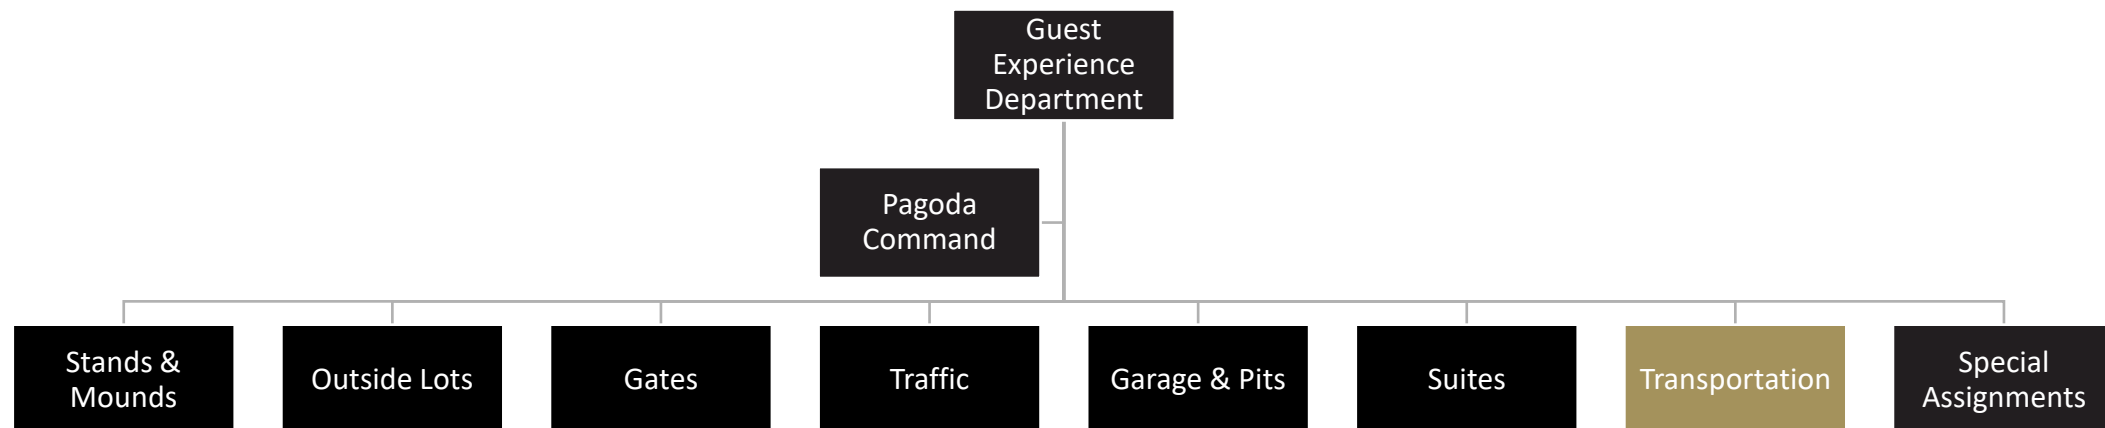 Guest
Experience
Department
Pagoda
Command
Stands &
Mounds
Outside Lots
Gates
Traffic
Garage & Pits
Suites
Transportation
Special
Assignments